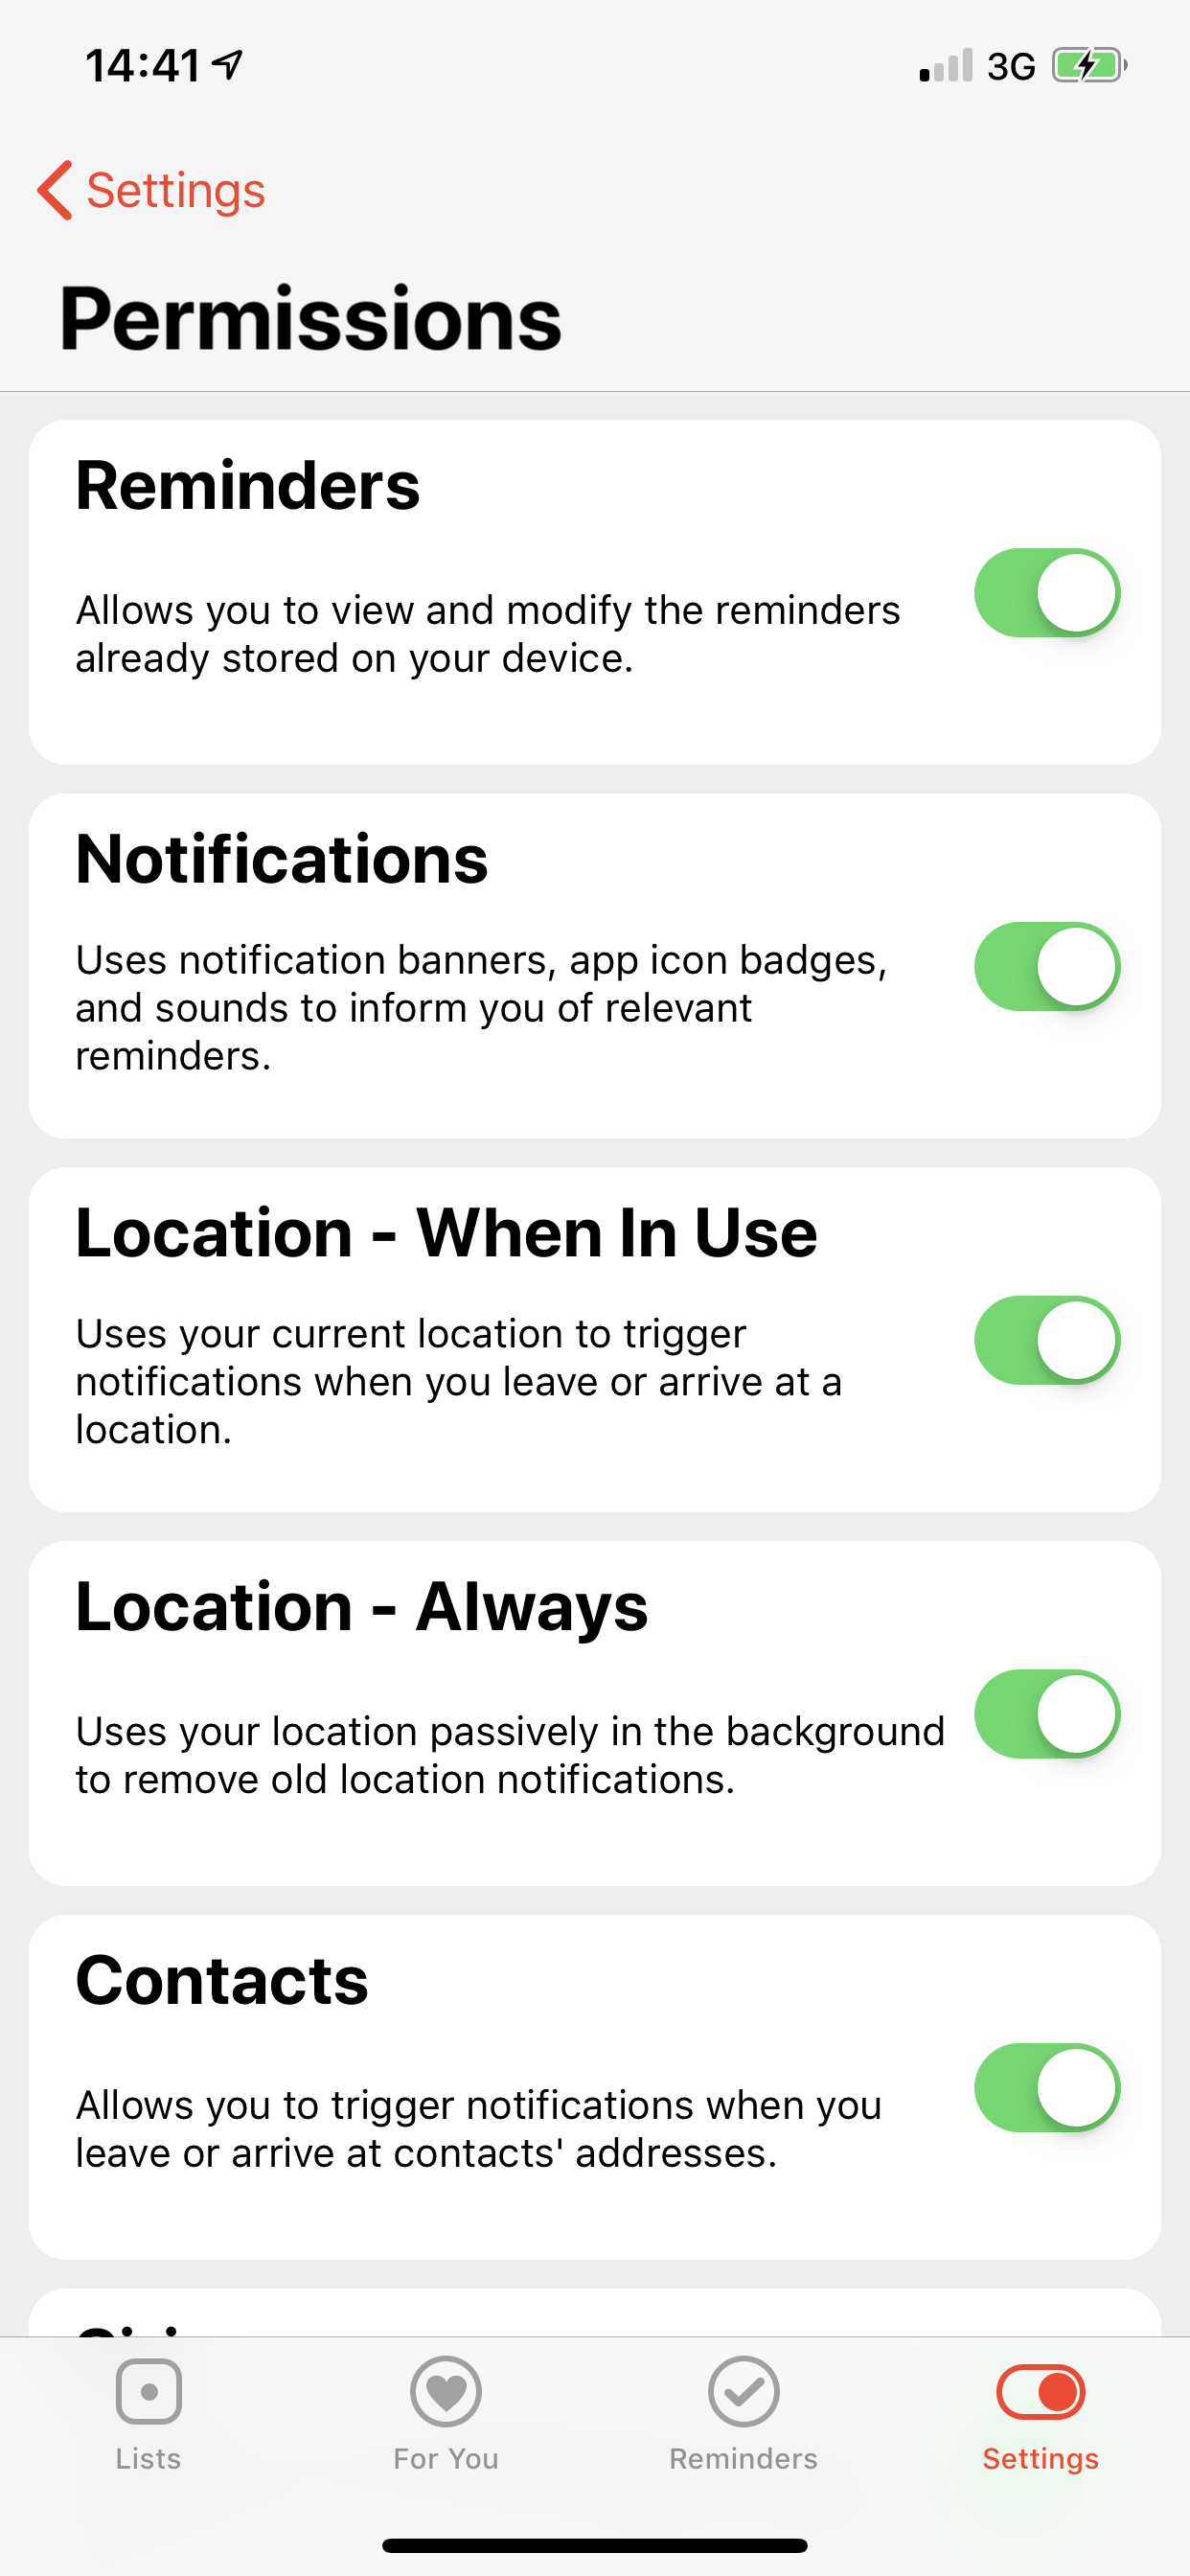 14:41
3G
Settings
Permissions
Reminders
Allows you to view and modify the reminders
already stored on your device.
Notifications
Uses notification banners, app icon badges,
and sounds to inform you of relevant
reminders.
Location - When In Use
Uses your current location to trigger
notifications when you leave or arrive at a
location.
Location - Always
Uses your location passively in the background
to remove old location notifications.
Contacts
Allows you to trigger notifications when you
leave or arrive at contacts' addresses.
Siri
Lists
For You
Reminders
Settings